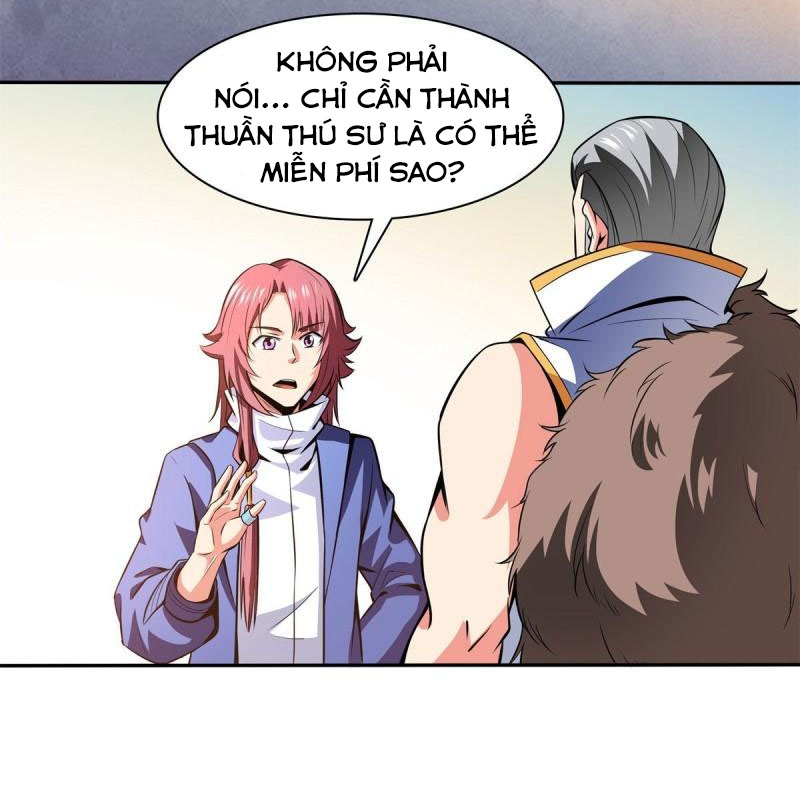 KHÔNG PHẢI
NÓI... CHỈ CẦN THÀNH
THUẦN THÚ SƯ LÀ CÓ THỂ
MIỄN PHÍ SAO?